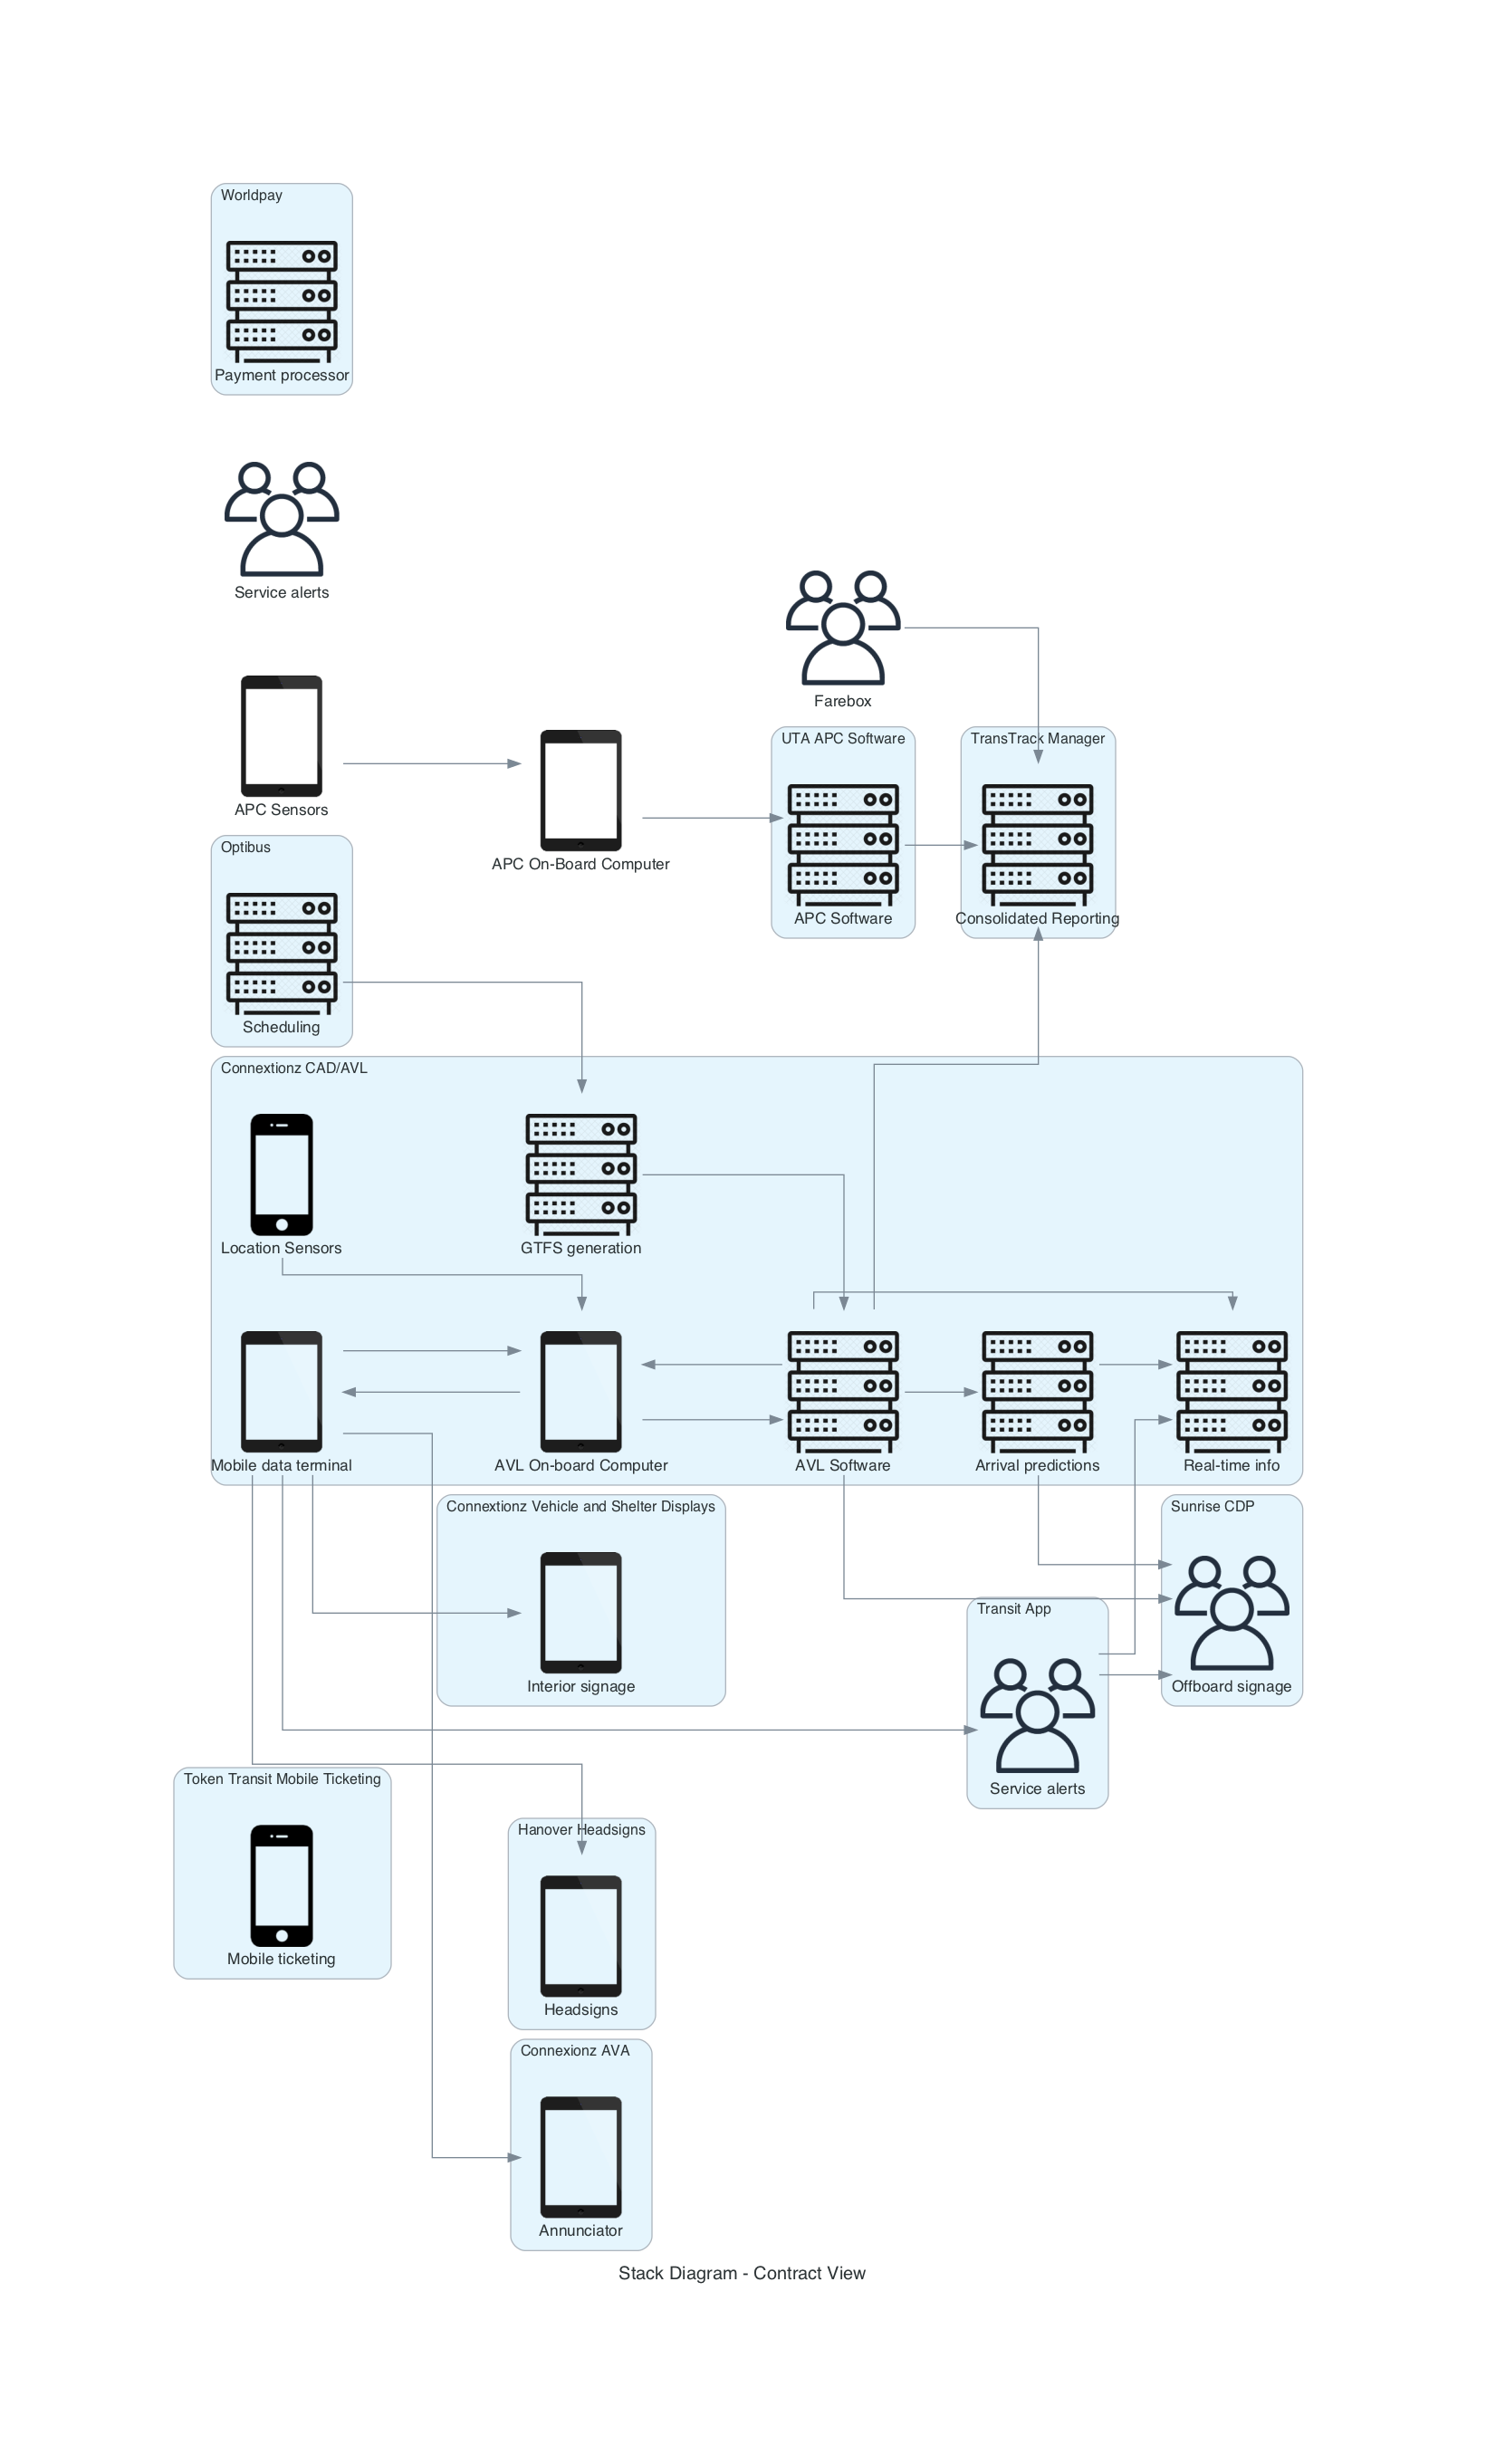 Worldpay
Payment processor
Service alerts
Farebox
APC Sensors
UTA APC Software
TransTrack Manager
Optibus
APC On-Board Computer
APC Software
Consolidated Reporting
Scheduling
Connextionz CAD/AVL
Location Sensors
GTFS generation
Mobile data terminal
AVL On-board Computer
AVL Software
Arrival predictions
Real-time info
Connextionz Vehicle and Shelter Displays
Sunrise CDP
Transit App
Interior signage
Offboard signage
Token Transit Mobile Ticketing
Service alerts
Hanover Headsigns
Mobile ticketing
Headsigns
Connexionz AVA
Annunciator
Stack Diagram - Contract View